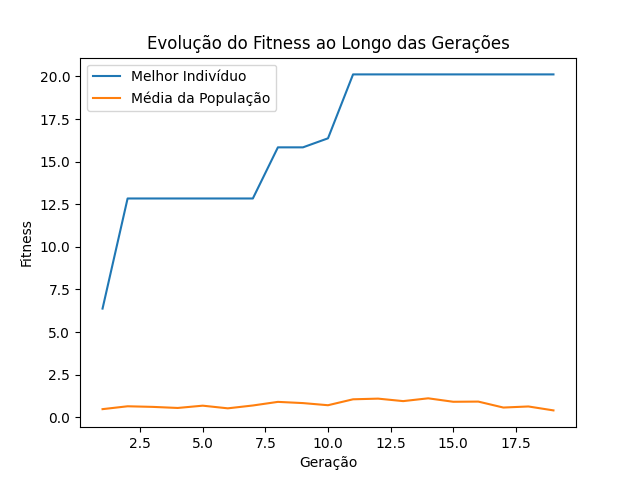 Evolução do Fitness ao Longo das Gerações
Melhor Indivíduo
Média da População
Fitness
20.0
17.5
15.0
12.5
10.0
7.5
5.0
2.5
0.0
2.5 5.0 7.5 10.0 12.5 15.0 17.5
Geração